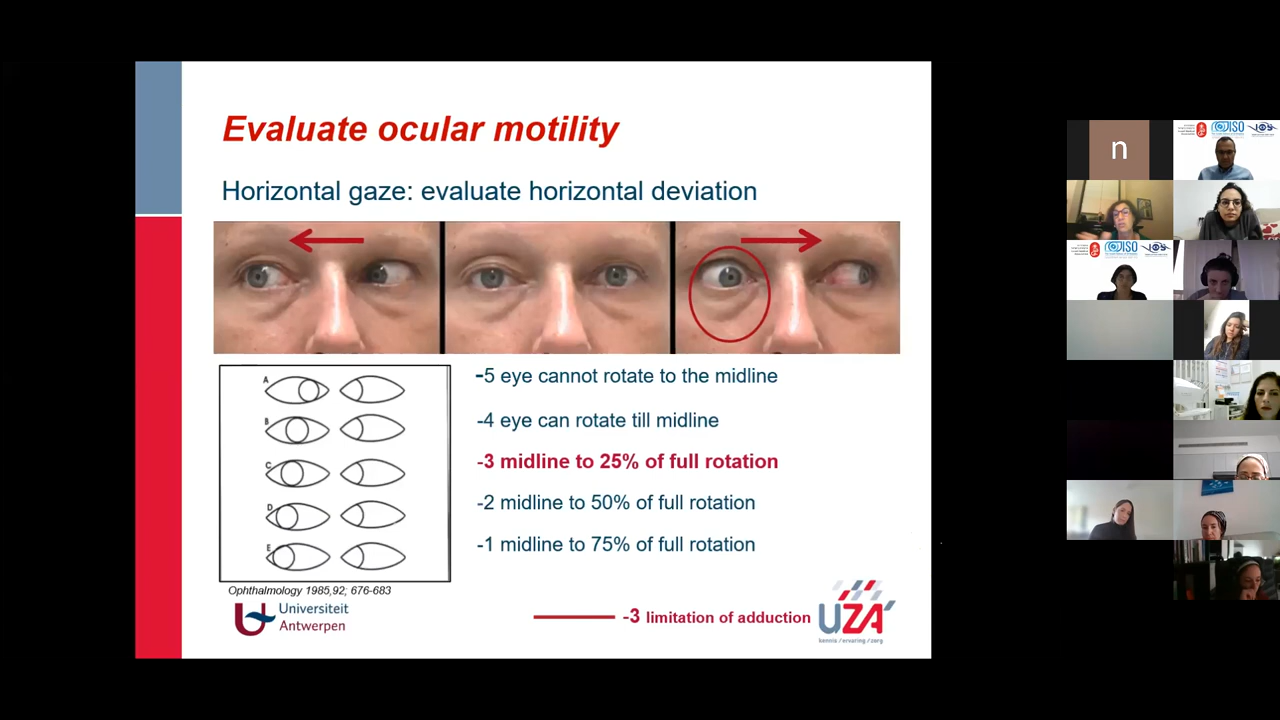 Evaluate ocular motility
Horizontal gaze: evaluate horizontal deviation
A
B
C
D
E
-5 eye cannot rotate to the midline
-4 eye can rotate till midline
-3 midline to 25% of full rotation
-2 midline to 50% of full rotation
-1 midline to 75% of full rotation
Ophthalmology 1985,92; 676-683
Universiteit
Antwerpen
-3 limitation of adduction
UZA'
kennis / ervaring / zorg
n
ISO
ISO